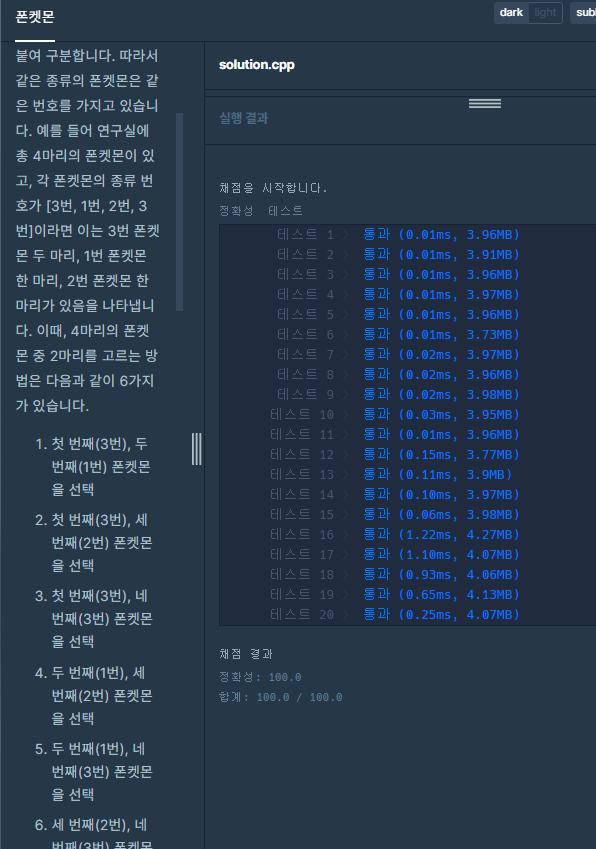 폰켓몬
dark light
subl
붙여 구분합니다. 따라서
같은 종류의 폰켓몬은 같
은 번호를 가지고 있습니
다. 예를 들어 연구실에
총 4마리의 폰켓몬이 있
고, 각 폰켓몬의 종류 번
호가 [3번, 1번, 2번, 3
번]이라면 이는 3번 폰켓
몬 두 마리, 1번 폰켓몬
한 마리, 2번 폰켓몬 한
마리가 있음을 나타냅니
다. 이때, 4마리의 폰켓
몬 중 2마리를 고르는 방
법은 다음과 같이 6가지
가 있습니다.
1. 첫 번째(3번), 두
번째(1번) 폰켓몬
을 선택
2. 첫 번째(3번), 세
번째(2번) 폰켓몬
을 선택
3. 첫 번째(3번), 네
번째(3번) 폰켓몬
을 선택
4. 두 번째(1번), 세
번째(2번) 폰켓몬
을 선택
5. 두 번째(1번), 네
번째(3번) 폰켓몬
을 선택
6. 세 번째(2번), 네
번째(3번) 폰켓몬
solution.cpp
실행 결과
채점을 시작합니다.
정확성 테스트
테스트 1 〉 통과 (0.01ms, 3.96MB)
테스트 2 〉 통과 (0.01ms, 3.91MB)
테스트 3 〉 통과 (0.01ms, 3.96MB)
테스트 4 〉 통과 (0.01ms, 3.97MB)
테스트 5 〉 통과 (0.01ms, 3.96MB)
테스트 6 〉 통과 (0.01ms, 3.73MB)
테스트 7 〉 통과 (0.02ms, 3.97MB)
테스트 8 〉 통과 (0.02ms, 3.96MB)
테스트 9 〉 통과 (0.02ms, 3.98MB)
테스트 10 〉 통과 (0.03ms, 3.95MB)
테스트 11 〉 통과 (0.01ms, 3.96MB)
테스트 12 〉 통과 (0.15ms, 3.77MB)
테스트 13 〉 통과 (0.11ms, 3.9MB)
테스트 14 〉 통과 (0.10ms, 3.97MB)
테스트 15 〉 통과 (0.06ms, 3.98MB)
테스트 16 〉 통과 (1.22ms, 4.27MB)
테스트 17 〉 통과 (1.10ms, 4.07MB)
테스트 18 〉 통과 (0.93ms, 4.06MB)
테스트 19 〉 통과 (0.65ms, 4.13MB)
테스트 20 〉 통과 (0.25ms, 4.07MB)
채점 결과
정확성: 100.0
합계: 100.0 / 100.0